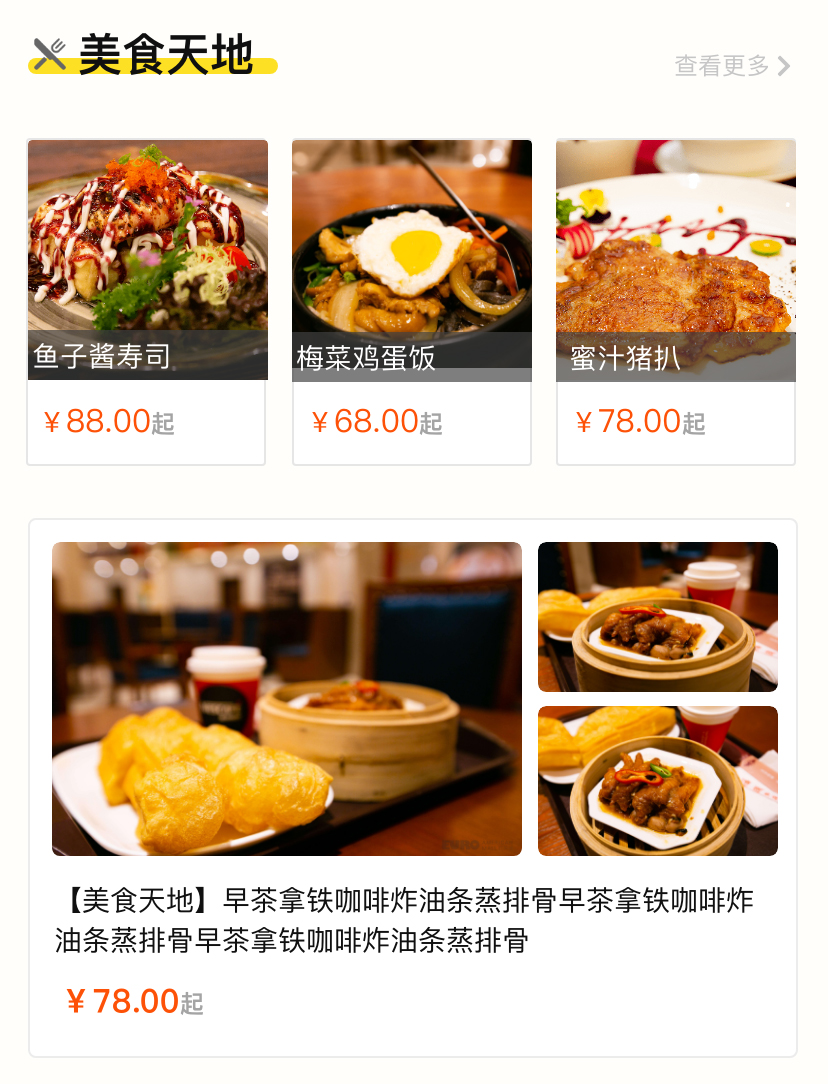 美食天地
查看更多
鱼子酱寿司
梅菜鸡蛋饭
蜜汁猪扒
¥88.00起
¥68.00起
¥78.00起
【美食天地】早茶拿铁咖啡炸油条蒸排骨早茶拿铁咖啡炸
油条蒸排骨早茶拿铁咖啡炸油条蒸排骨
¥78.00起